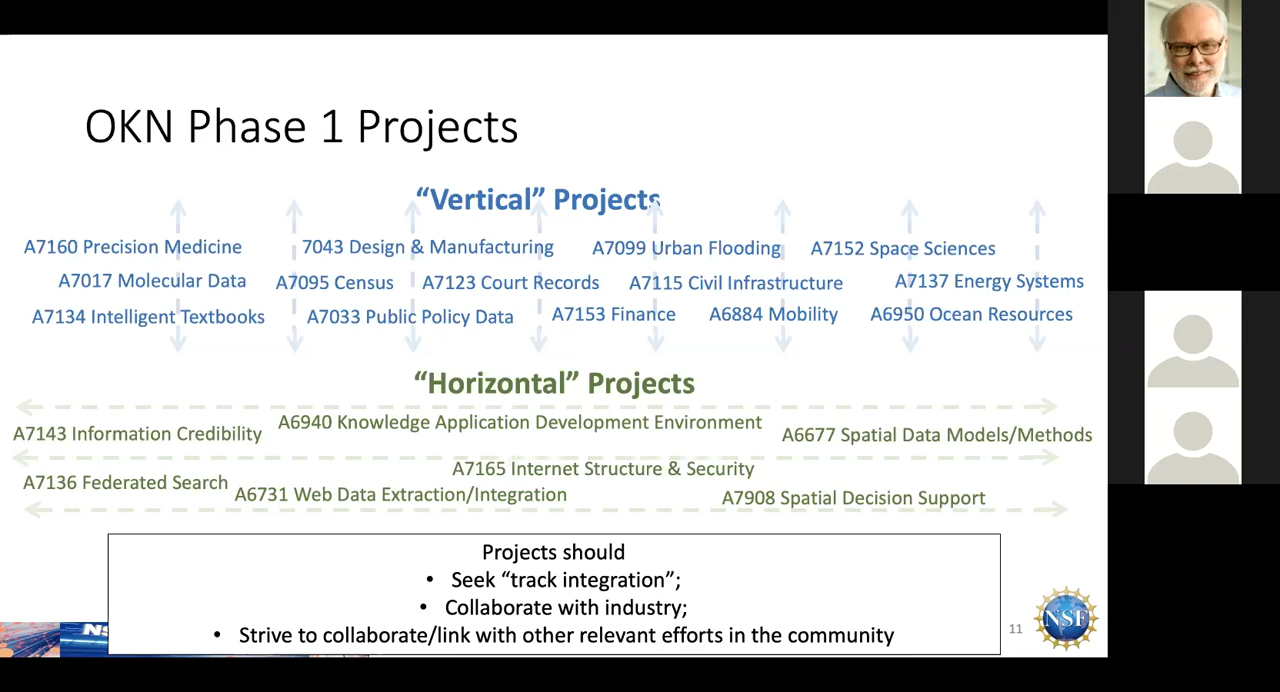 OKN Phase 1 Projects
“Vertical” Projects
A7160 Precision Medicine 7043 Design & Manufacturing A7099 Urban Flooding A7152 Space Sciences
A7017 Molecular Data A7095 Census A7123 Court Records A7115 Civil Infrastructure A7137 Energy Systems
A7134 Intelligent Textbooks A7033 Public Policy Data A7153 Finance A6884 Mobility A6950 Ocean Resources
“Horizontal” Projects
A7143 Information Credibility A6940 Knowledge Application Development Environment A6677 Spatial Data Models/Methods
A7136 Federated Search A7165 Internet Structure & Security
A6731 Web Data Extraction/Integration A7908 Spatial Decision Support
Projects should
• Seek “track integration”;
• Collaborate with industry;
• Strive to collaborate/link with other relevant efforts in the community
11
NSF